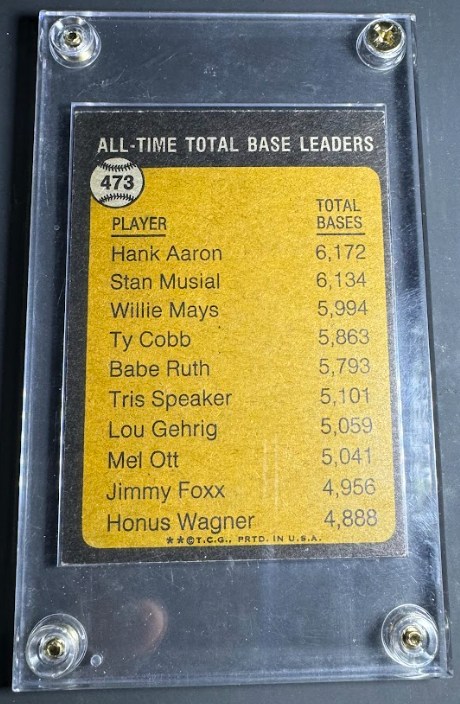 ALL-TIME TOTAL BASE LEADERS
473
PLAYER TOTAL BASES
Hank Aaron 6,172
Stan Musial 6,134
Willie Mays 5,994
Ty Cobb 5,863
Babe Ruth 5,793
Tris Speaker 5,101
Lou Gehrig 5,059
Mel Ott 5,041
Jimmy Foxx 4,956
Honus Wagner 4,888
**©T.C.G., PRTD. IN U.S.A.